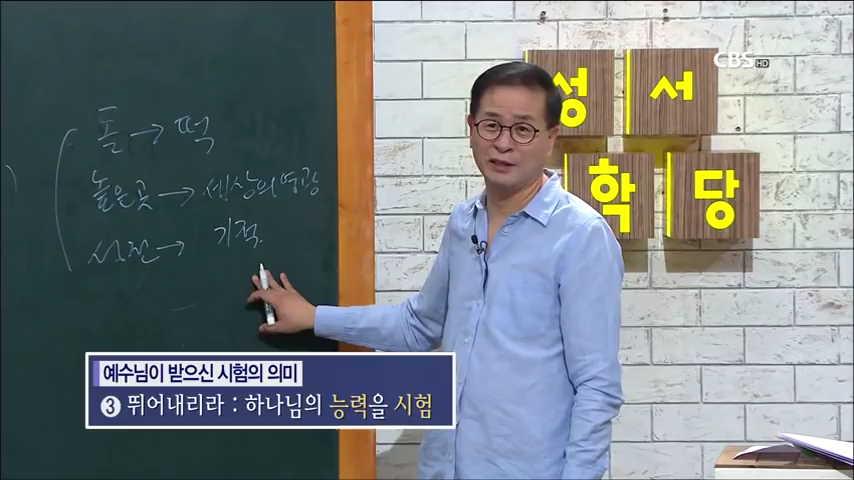 돌 → 떡
높은곳 → 세상의 영광
성전 → 기적.
CBS HD
성서
학당
예수님이 받으신 시험의 의미
③ 뛰어내리라 : 하나님의 능력을 시험